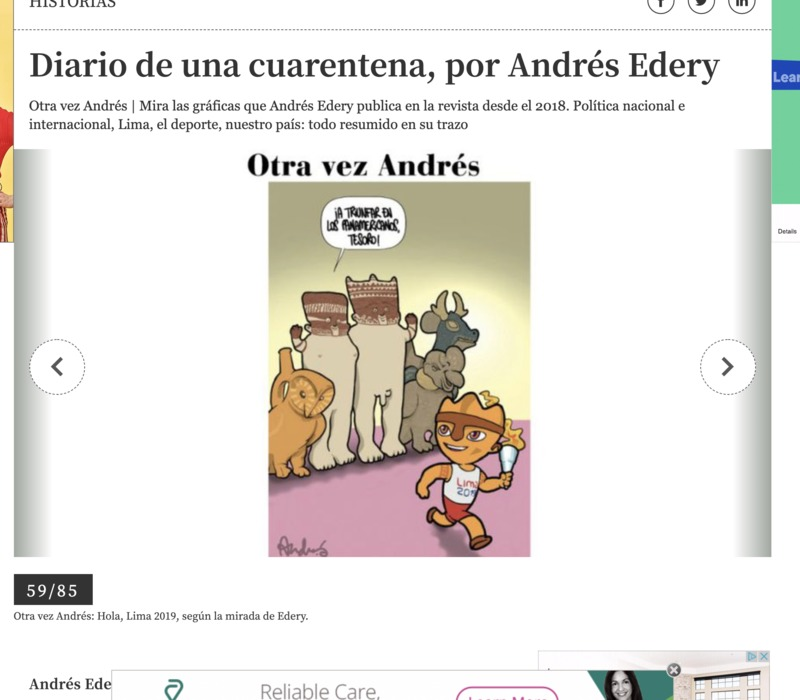 HISTORIAS
Diario de una cuarentena, por Andrés Edery
Otra vez Andrés | Mira las gráficas que Andrés Edery publica en la revista desde el 2018. Política nacional e
internacional, Lima, el deporte, nuestro país: todo resumido en su trazo
Lear
Details
Otra vez Andrés
¡A TRIUNFAR EN
LOS PANAMERICANOS,
TESORO!
Lima
2019
Andrés
59/85
Otra vez Andrés: Hola, Lima 2019, según la mirada de Edery.
Andrés Ede
Reliable Care,
Learn More